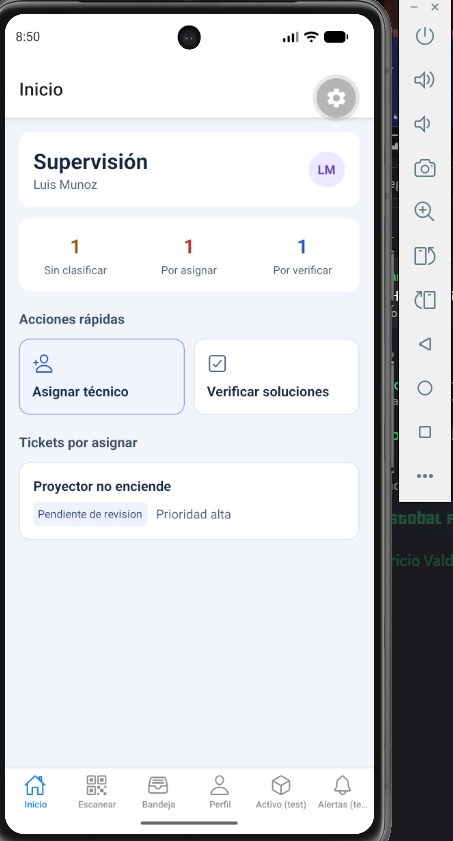 8:50
Inicio
Supervisión
Luis Munoz
LM
1 1 1
Sin clasificar Por asignar Por verificar
Acciones rápidas
Asignar técnico Verificar soluciones
Tickets por asignar
Proyector no enciende
Pendiente de revision Prioridad alta
Inicio Escanear Bandeja Perfil Activo (test) Alertas (te...
stobal
ricio Vald